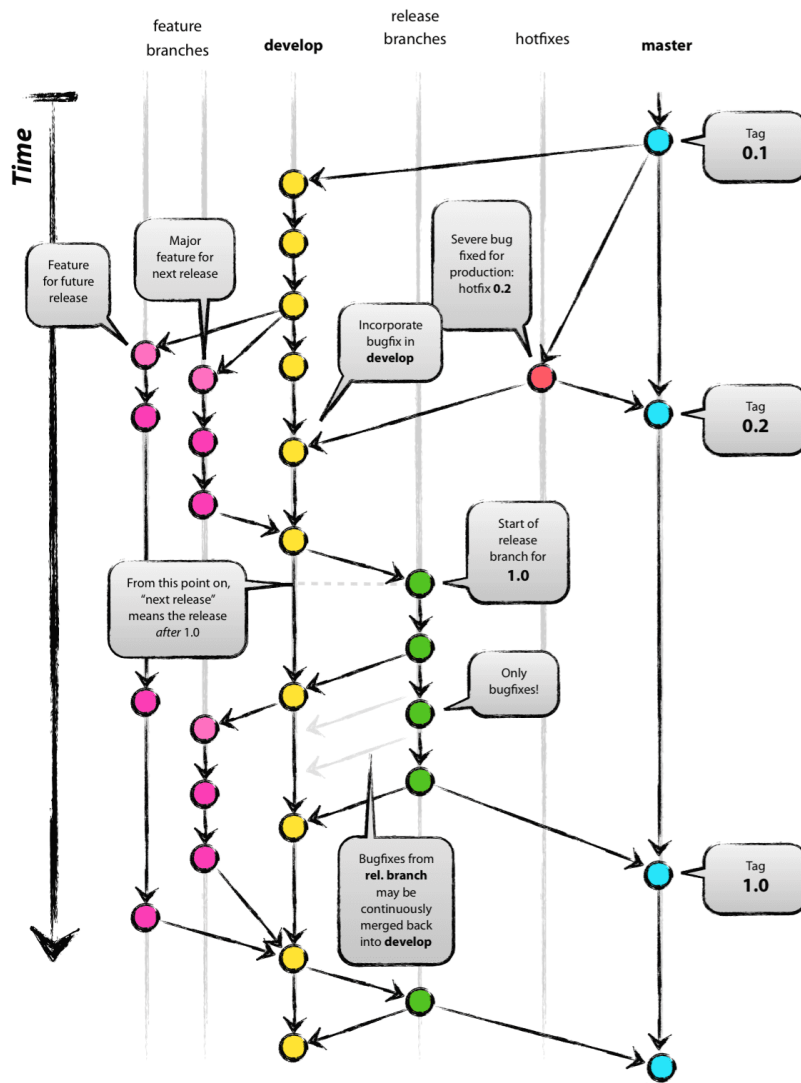 feature
branches
develop
release
branches
hotfixes
master
Time
Tag
0.1
Major
feature for
next release
Feature
for future
release
Severe bug
fixed for
production:
hotfix 0.2
Incorporate
bugfix in
develop
Tag
0.2
Start of
release
branch for
1.0
From this point on,
“next release”
means the release
after 1.0
Only
bugfixes!
Bugfixes from
rel. branch
may be
continuously
merged back
into develop
Tag
1.0